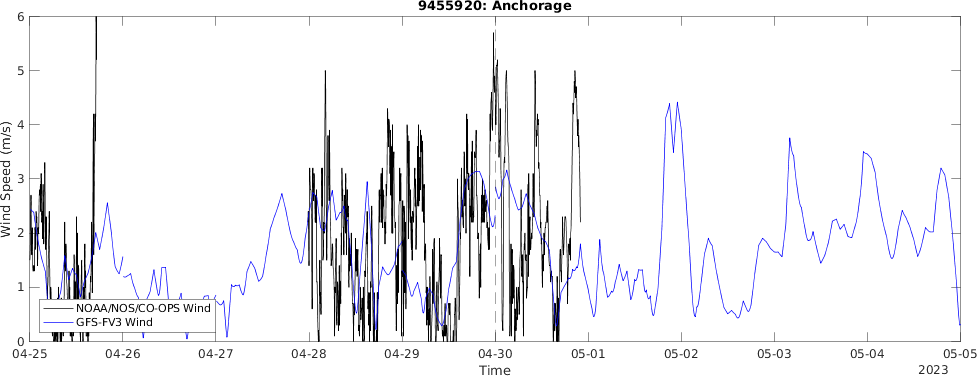 9455920: Anchorage
6
5
4
3
2
1
0
Wind Speed (m/s)
NOAA/NOS/CO-OPS Wind
GFS-FV3 Wind
04-25 04-26 04-27 04-28 04-29 04-30 05-01 05-02 05-03 05-04 05-05
Time
2023